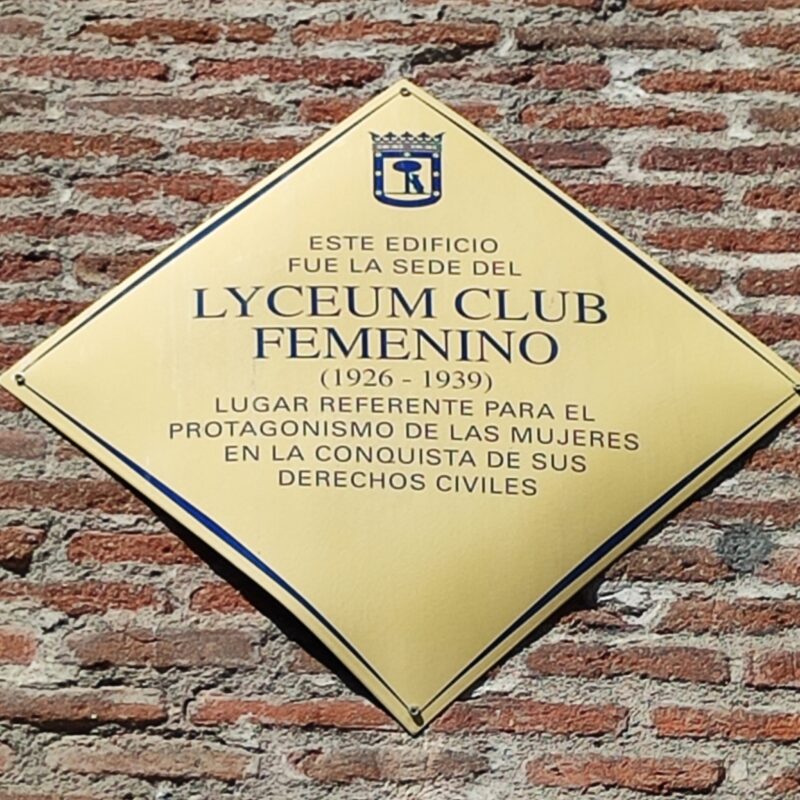 ESTE EDIFICIO
FUE LA SEDE DEL
LYCEUM CLUB
FEMENINO
(1926 - 1939)
LUGAR REFERENTE PARA EL
PROTAGONISMO DE LAS MUJERES
EN LA CONQUISTA DE SUS
DERECHOS CIVILES